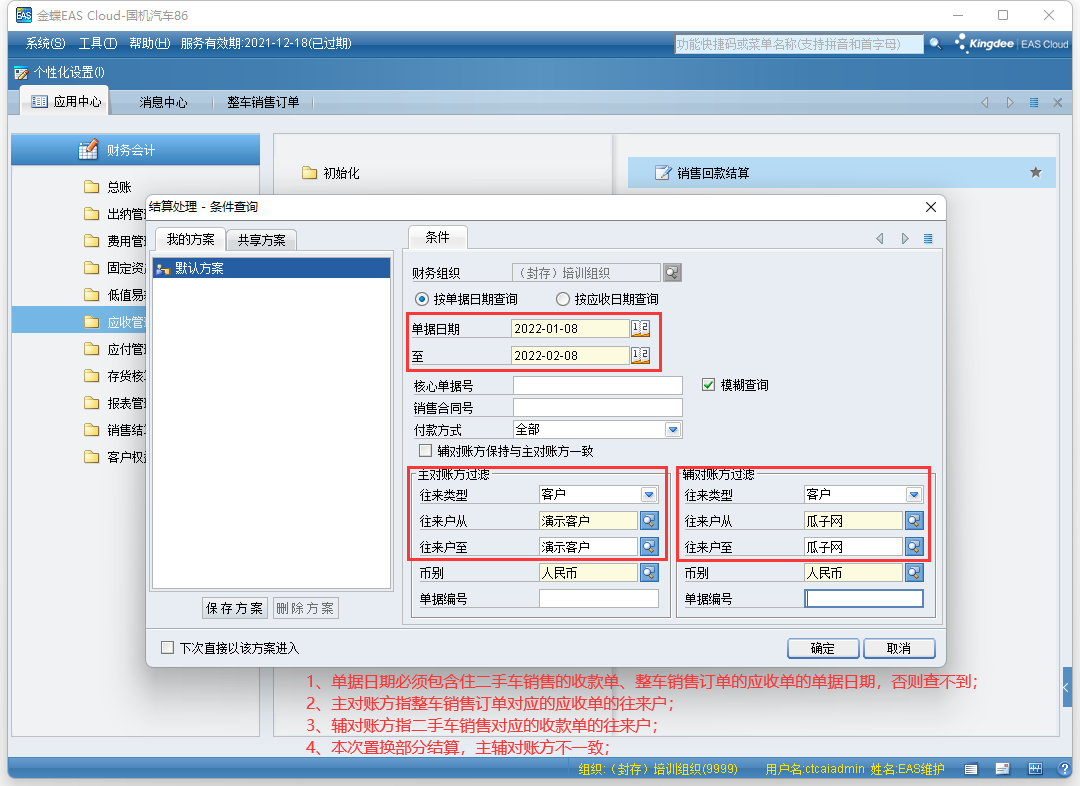 金蝶EAS Cloud-国机汽车86
系统(S) 工具(T) 帮助(H) 服务有效期:2021-12-18(已过期)
功能快捷码或菜单名称(支持拼音和首字母)
Kingdee | EAS Cloud
个性化设置(I)
应用中心 消息中心 整车销售订单
财务会计
初始化
销售回款结算
总账
出纳管
费用管
固定资
低值易
应收管
应付管
存货核
报表管
销售结
客户权
结算处理 - 条件查询
我的方案 共享方案
默认方案
保存方案 删除方案
条件
财务组织 （封存）培训组织
按单据日期查询 按应收日期查询
单据日期 2022-01-08
至 2022-02-08
核心单据号 模糊查询
销售合同号
付款方式 全部
辅对账方保持与主对账方一致
主对账方过滤 辅对账方过滤
往来类型 客户 往来类型 客户
往来户从 演示客户 往来户从 瓜子网
往来户至 演示客户 往来户至 瓜子网
币别 人民币 币别 人民币
单据编号 单据编号
下次直接以该方案进入
确定 取消
1、单据日期必须包含住二手车销售的收款单、整车销售订单的应收单的单据日期，否则查不到；
2、主对账方指整车销售订单对应的应收单的往来户；
3、辅对账方指二手车销售对应的收款单的往来户；
4、本次置换部分结算，主辅对账方不一致；
组织:（封存）培训组织(9999) 用户名:ctcaiadmin 姓名:EAS维护